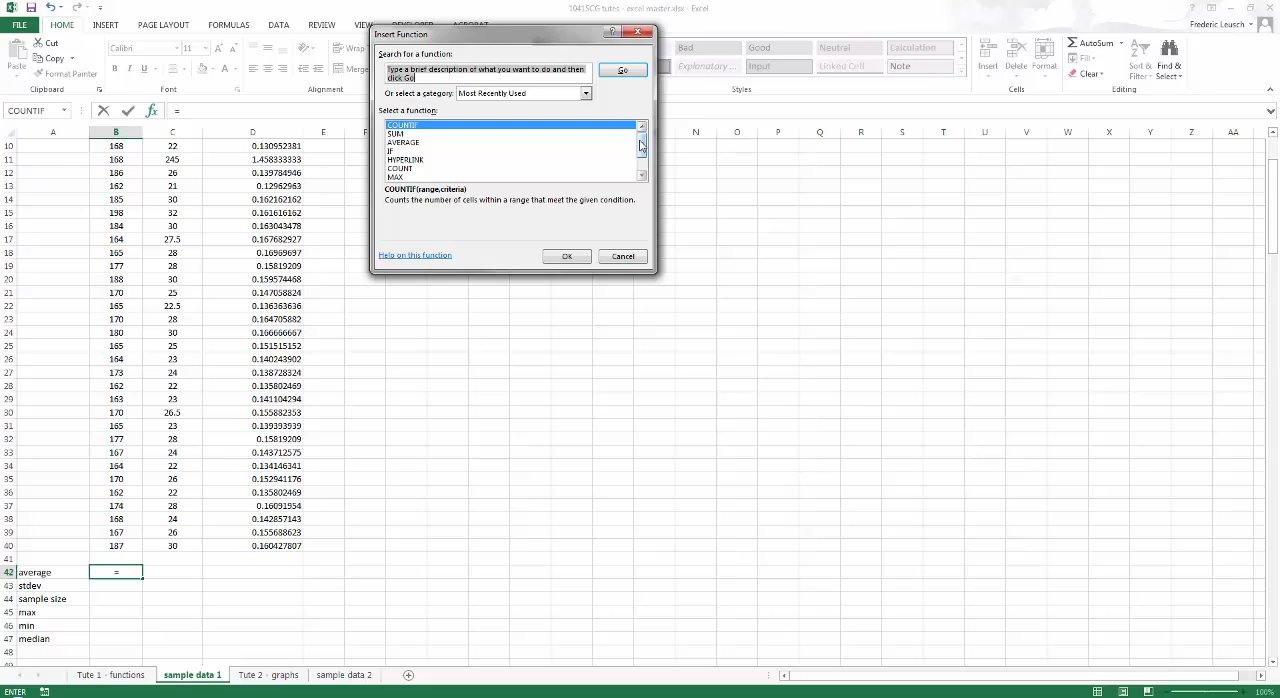 1041SCG tutes - excel master.xlsx - Excel
FILE HOME INSERT PAGE LAYOUT FORMULAS DATA REVIEW
Frederic Leusch
Paste
Cut
Copy
Format Painter
Clipboard
Calibri 11
B I U
Font
Wrap
Merge
Alignment
Bad Good Neutral Calculation
Explanatory... Input Linked Cell Note
Styles
Insert Delete Format
Cells
AutoSum
Fill
Clear
Sort & Filter
Find & Select
Editing
COUNTIF fx =
Insert Function
Search for a function:
Type a brief description of what you want to do and then
click Go
Go
Or select a category: Most Recently Used
Select a function:
COUNTIF
SUM
AVERAGE
IF
HYPERLINK
COUNT
MAX
COUNTIF(range,criteria)
Counts the number of cells within a range that meet the given condition.
Help on this function
OK
Cancel
A B C D E F N O P Q R S T U V W X Y Z AA
10 168 22 0.130952381
11 168 245 1.458333333
12 186 26 0.139784946
13 162 21 0.12962963
14 185 30 0.162162162
15 198 32 0.161616162
16 184 30 0.163043478
17 164 27.5 0.167682927
18 165 28 0.16969697
19 177 28 0.15819209
20 188 30 0.159574468
21 170 25 0.147058824
22 165 22.5 0.136363636
23 170 28 0.164705882
24 180 30 0.166666667
25 165 25 0.151515152
26 164 23 0.140243902
27 173 24 0.138728324
28 162 22 0.135802469
29 163 23 0.141104294
30 170 26.5 0.155882353
31 165 23 0.139393939
32 177 28 0.15819209
33 167 24 0.143712575
34 164 22 0.134146341
35 170 26 0.152941176
36 162 22 0.135802469
37 174 28 0.16091954
38 168 24 0.142857143
39 167 26 0.155688623
40 187 30 0.160427807
41
42 average =
43 stdev
44 sample size
45 max
46 min
47 median
48
Tute 1 - functions sample data 1 Tute 2 - graphs sample data 2
ENTER
100%